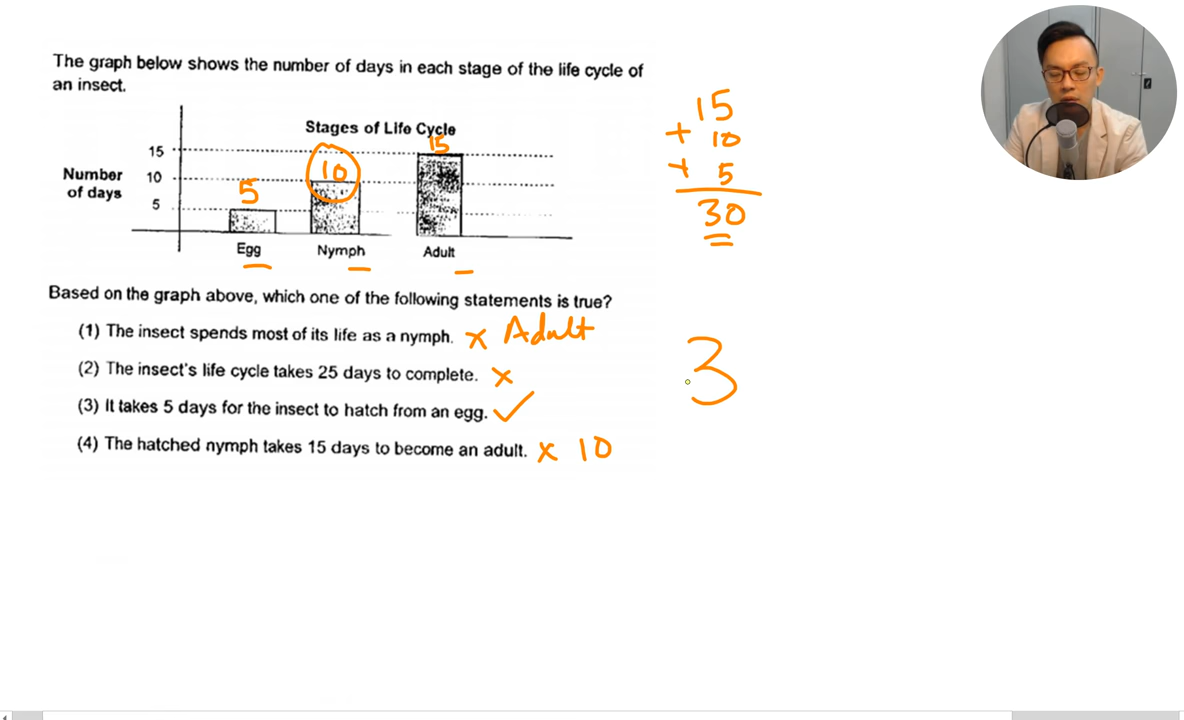 The graph below shows the number of days in each stage of the life cycle of
an insect.
Stages of Life Cycle
Number
of days
15
10
5
5
10
15
Egg
Nymph
Adult
Based on the graph above, which one of the following statements is true?
(1) The insect spends most of its life as a nymph. x Adult
(2) The insect's life cycle takes 25 days to complete. x
(3) It takes 5 days for the insect to hatch from an egg. ✓
(4) The hatched nymph takes 15 days to become an adult. x 10
15
+ 10
+ 5
30
3